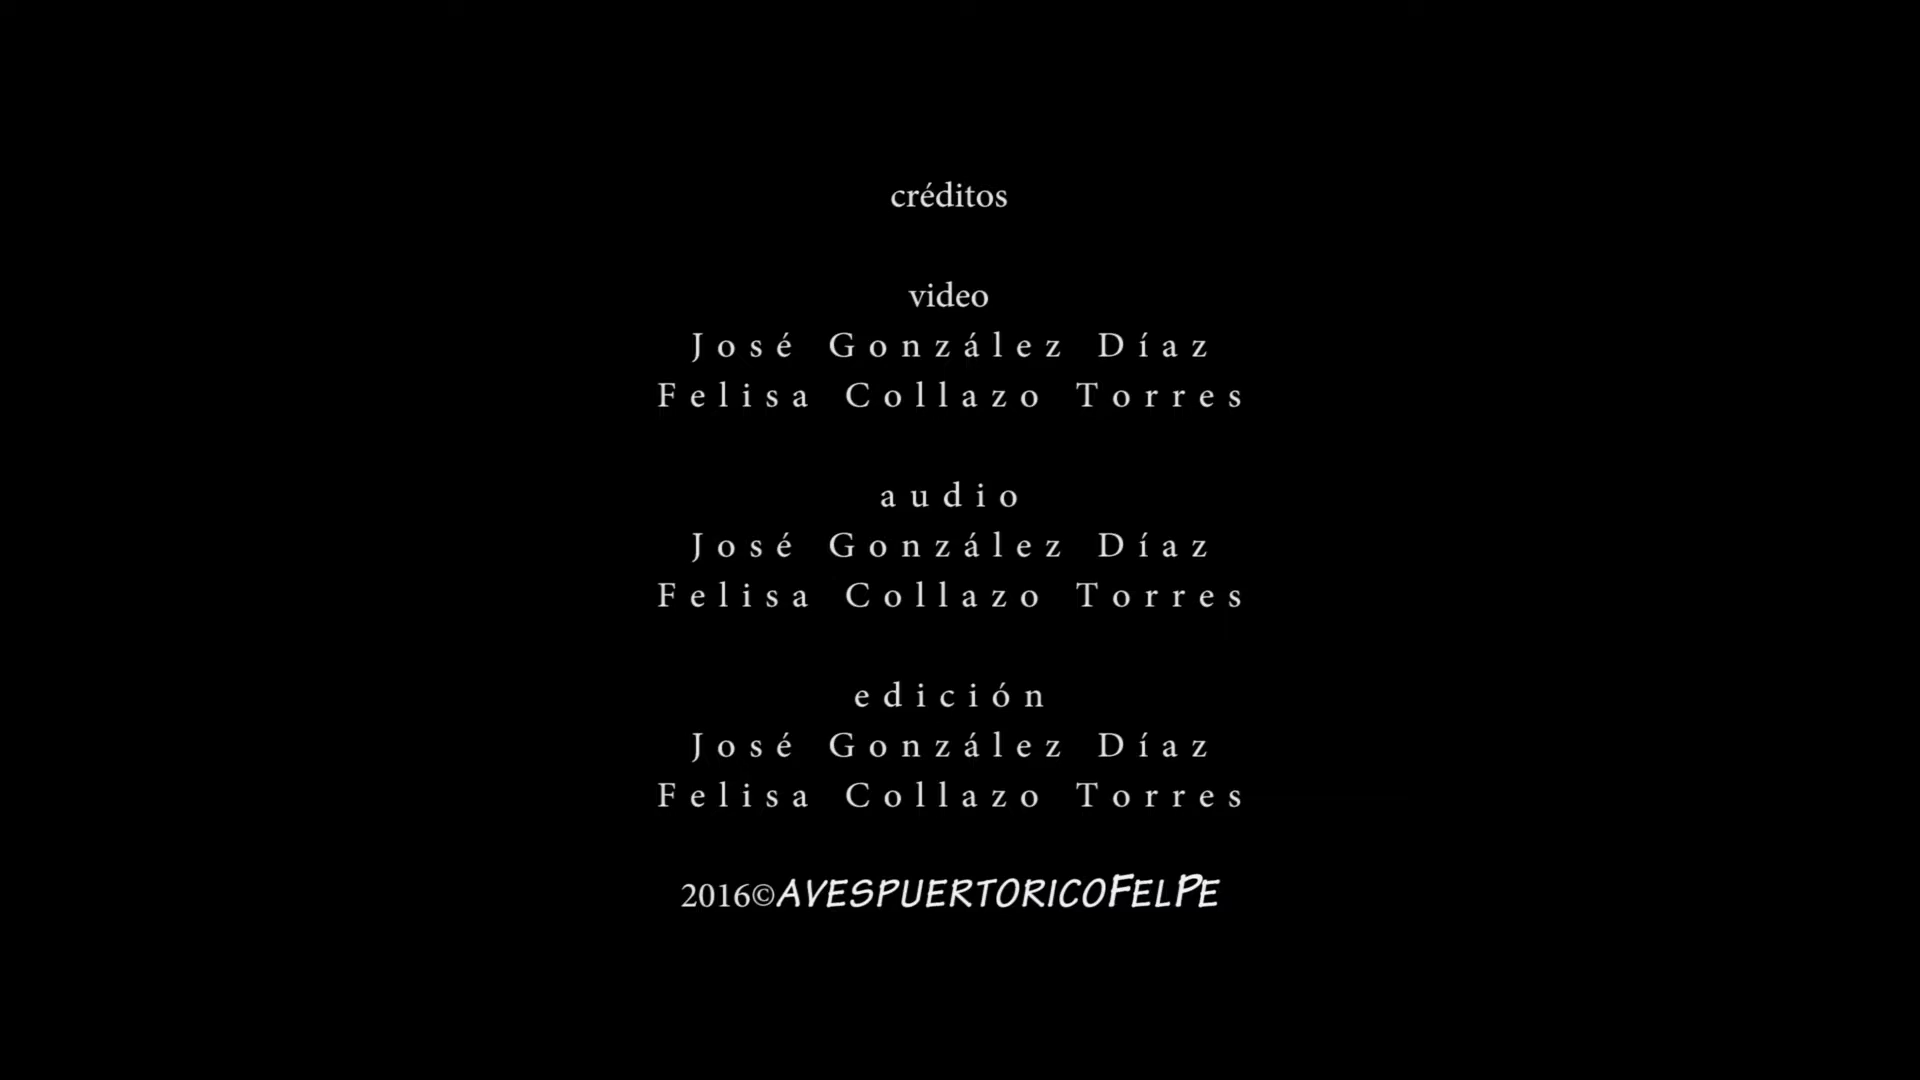 créditos
video
José González Díaz
Felisa Collazo Torres
audio
José González Díaz
Felisa Collazo Torres
edición
José González Díaz
Felisa Collazo Torres
2016©AVESPUERTORICOFELPE